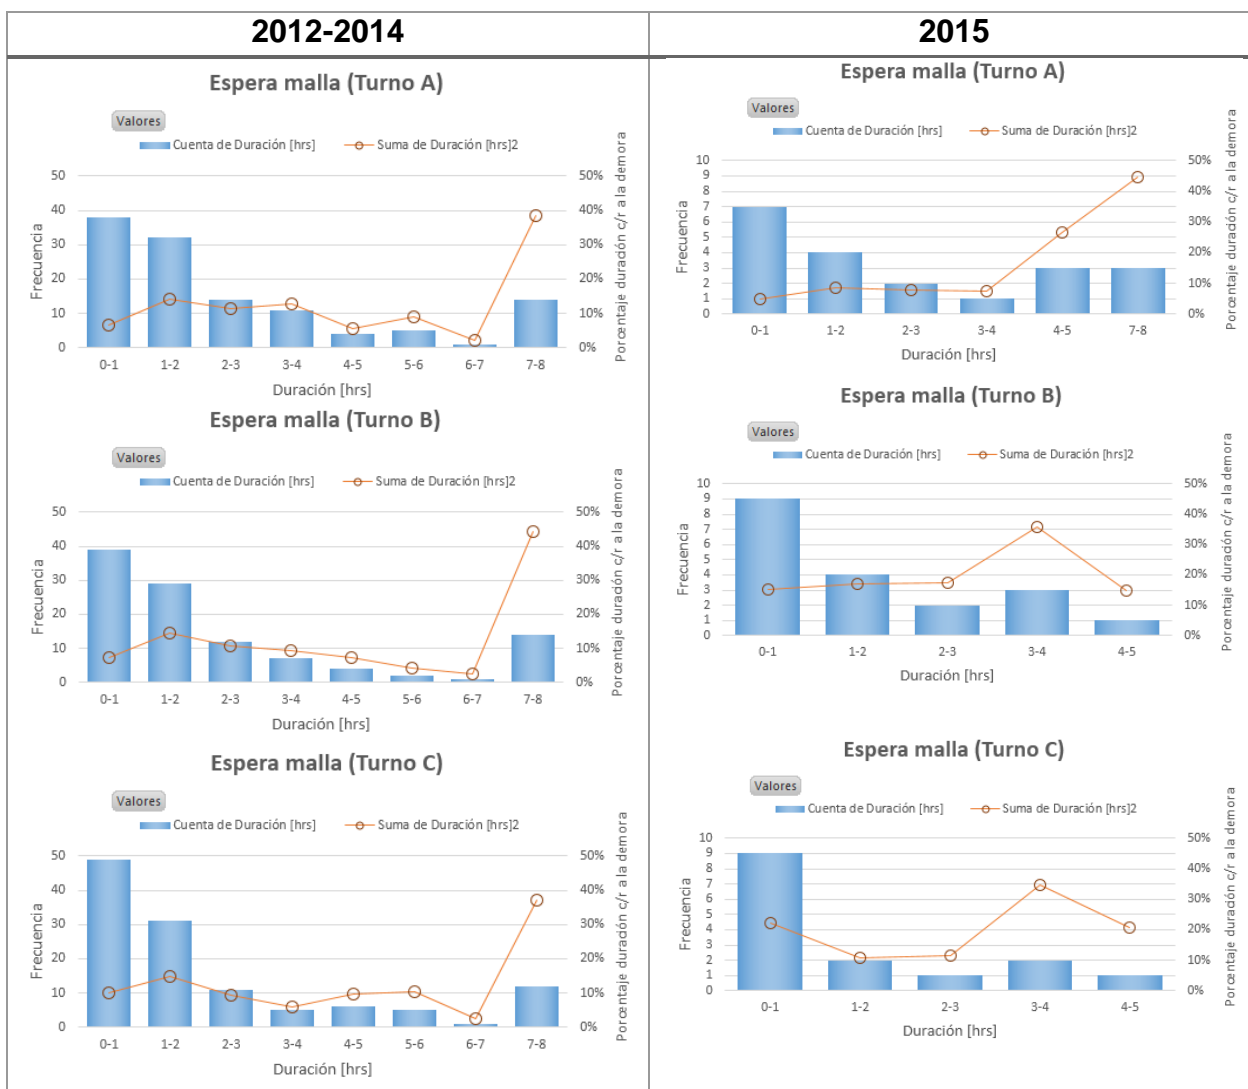 2012-2014
2015
Espera malla (Turno A)
Valores
Cuenta de Duración [hrs]
Suma de Duración [hrs]2
Frecuencia
50
40
30
20
10
0
50%
40%
30%
20%
10%
0%
Porcentaje duración c/r a la demora
0-1 1-2 2-3 3-4 4-5 5-6 6-7 7-8
Duración [hrs]
Espera malla (Turno B)
Valores
Cuenta de Duración [hrs]
Suma de Duración [hrs]2
Frecuencia
50
40
30
20
10
0
50%
40%
30%
20%
10%
0%
Porcentaje duración c/r a la demora
0-1 1-2 2-3 3-4 4-5 5-6 6-7 7-8
Duración [hrs]
Espera malla (Turno C)
Valores
Cuenta de Duración [hrs]
Suma de Duración [hrs]2
Frecuencia
50
40
30
20
10
0
50%
40%
30%
20%
10%
0%
Porcentaje duración c/r a la demora
0-1 1-2 2-3 3-4 4-5 5-6 6-7 7-8
Duración [hrs]
Espera malla (Turno A)
Valores
Cuenta de Duración [hrs]
Suma de Duración [hrs]2
Frecuencia
10
9
8
7
6
5
4
3
2
1
0
50%
40%
30%
20%
10%
0%
Porcentaje duración c/r a la demora
0-1 1-2 2-3 3-4 4-5 7-8
Duración [hrs]
Espera malla (Turno B)
Valores
Cuenta de Duración [hrs]
Suma de Duración [hrs]2
Frecuencia
10
9
8
7
6
5
4
3
2
1
0
50%
40%
30%
20%
10%
0%
Porcentaje duración c/r a la demora
0-1 1-2 2-3 3-4 4-5
Duración [hrs]
Espera malla (Turno C)
Valores
Cuenta de Duración [hrs]
Suma de Duración [hrs]2
Frecuencia
10
9
8
7
6
5
4
3
2
1
0
50%
40%
30%
20%
10%
0%
Porcentaje duración c/r a la demora
0-1 1-2 2-3 3-4 4-5
Duración [hrs]